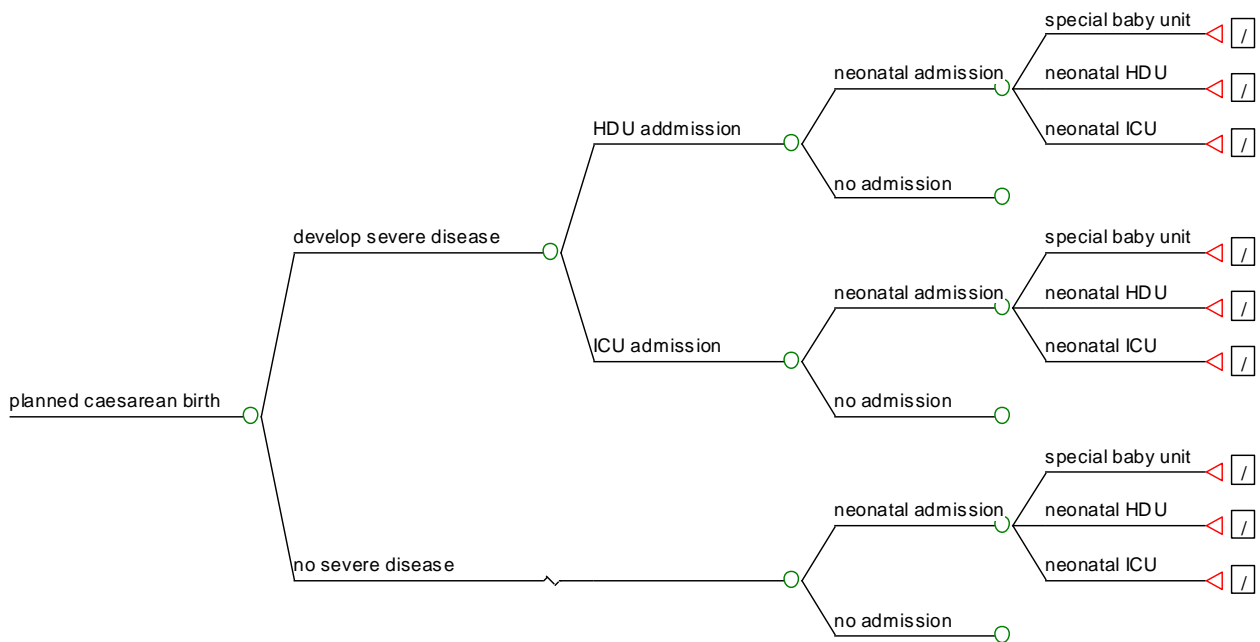 special baby unit
/
neonatal admission
neonatal HDU
/
HDU addmission
neonatal ICU
/
no admission
develop severe disease
special baby unit
/
neonatal admission
neonatal HDU
/
ICU admission
neonatal ICU
/
planned caesarean birth
no admission
special baby unit
/
neonatal admission
neonatal HDU
/
no severe disease
neonatal ICU
/
no admission